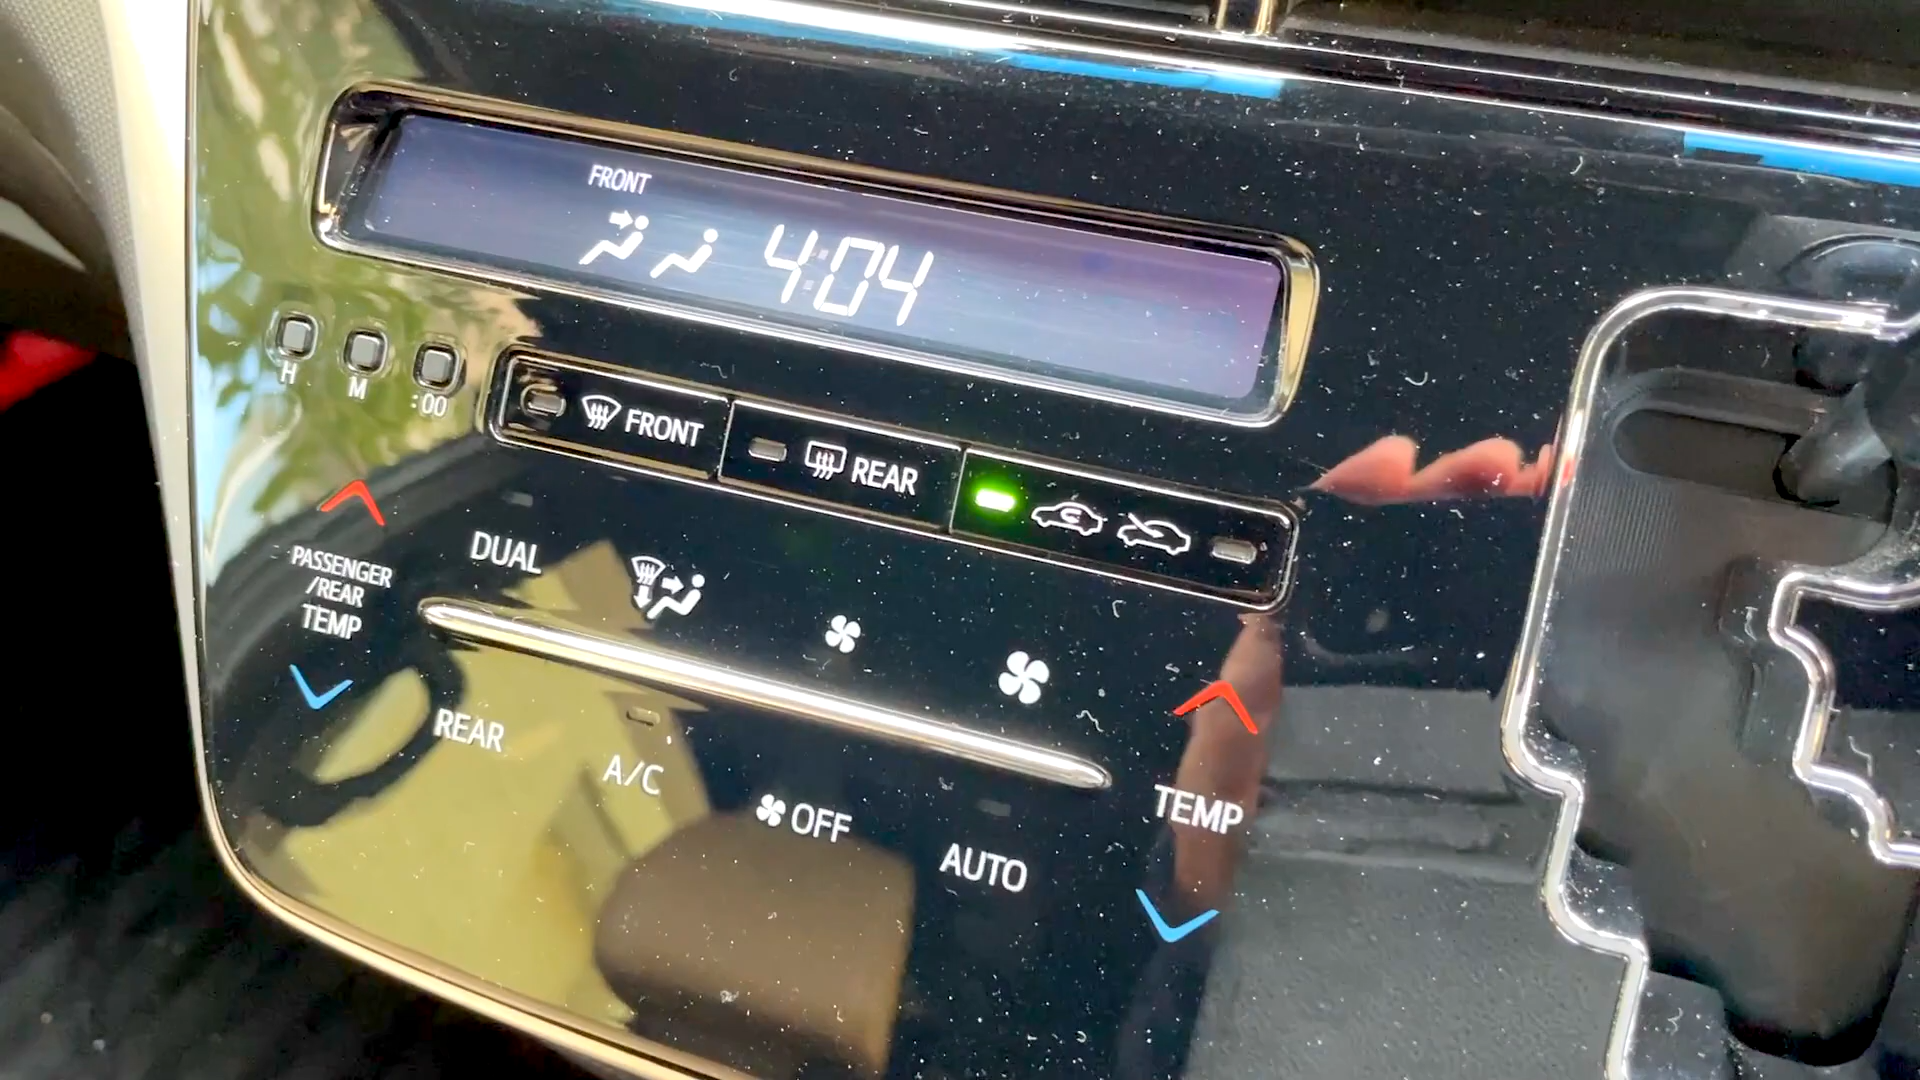 FRONT
4:04
H
M
:00
FRONT
REAR
DUAL
PASSENGER
/REAR
TEMP
REAR
A/C
OFF
AUTO
TEMP